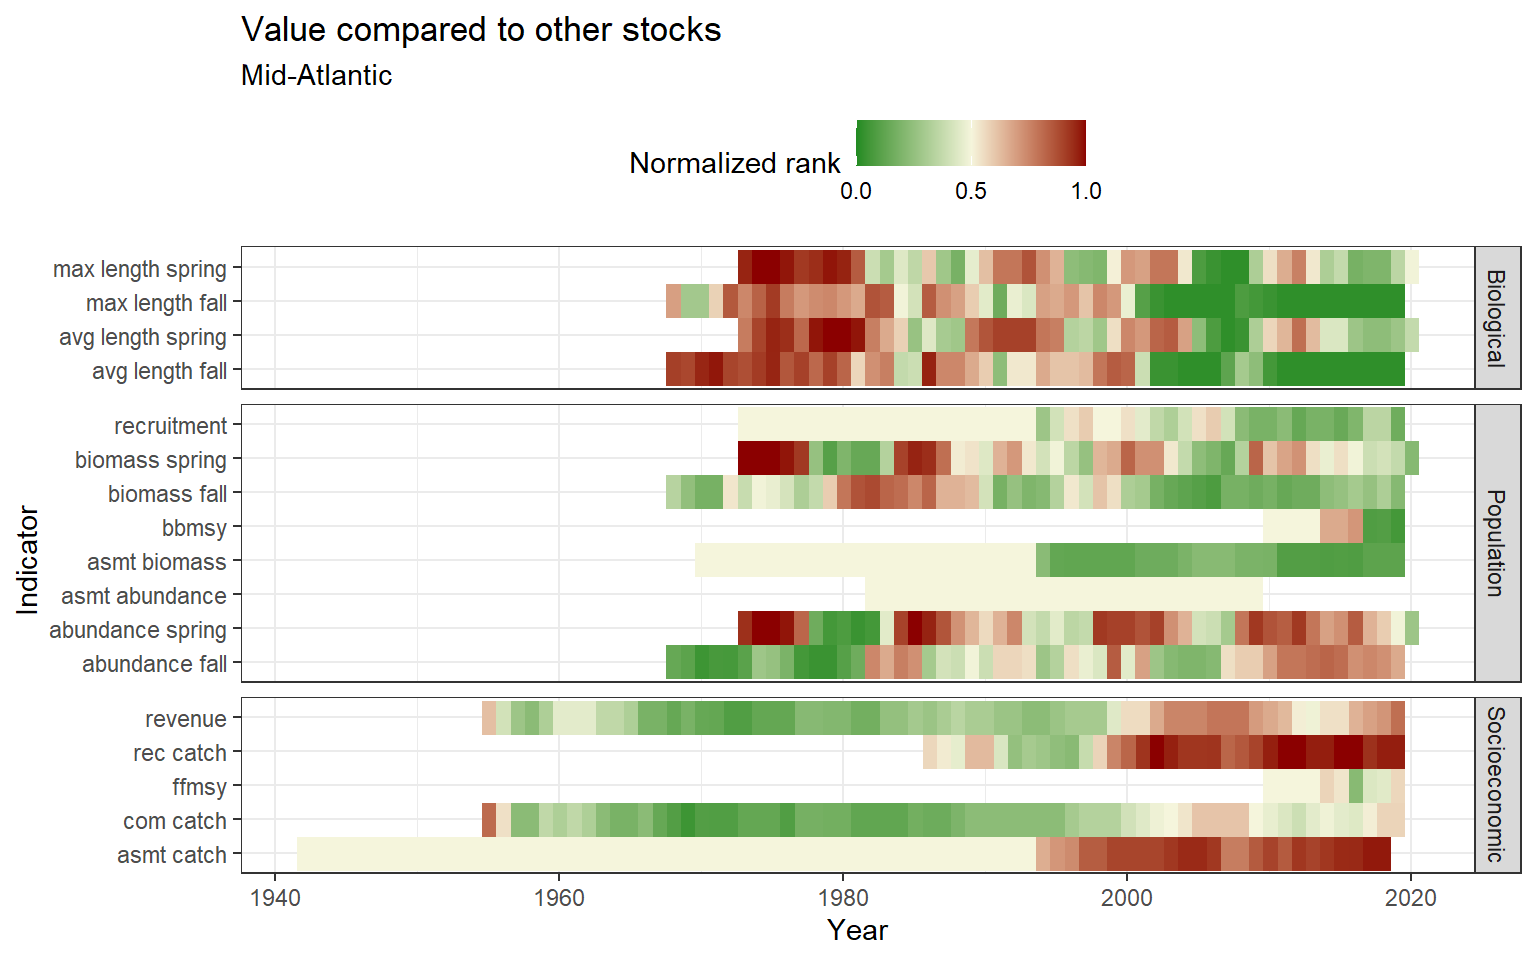 Value compared to other stocks
Mid-Atlantic
Normalized rank
0.0 0.5 1.0
max length spring
max length fall
avg length spring
avg length fall
Biological
recruitment
biomass spring
biomass fall
bbmsy
asmt biomass
asmt abundance
abundance spring
abundance fall
Population
revenue
rec catch
ffmsy
com catch
asmt catch
Socioeconomic
Indicator
1940 1960 1980 2000 2020
Year